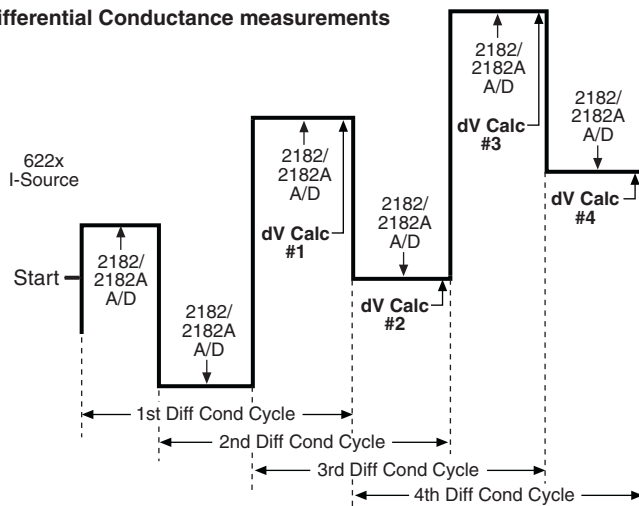 ifferential Conductance measurements
622x
I-Source
Start
2182/
2182A
A/D
2182/
2182A
A/D
2182/
2182A
A/D
dV Calc
#1
2182/
2182A
A/D
dV Calc
#2
2182/
2182A
A/D
dV Calc
#3
2182/
2182A
A/D
dV Calc
#4
1st Diff Cond Cycle
2nd Diff Cond Cycle
3rd Diff Cond Cycle
4th Diff Cond Cycle